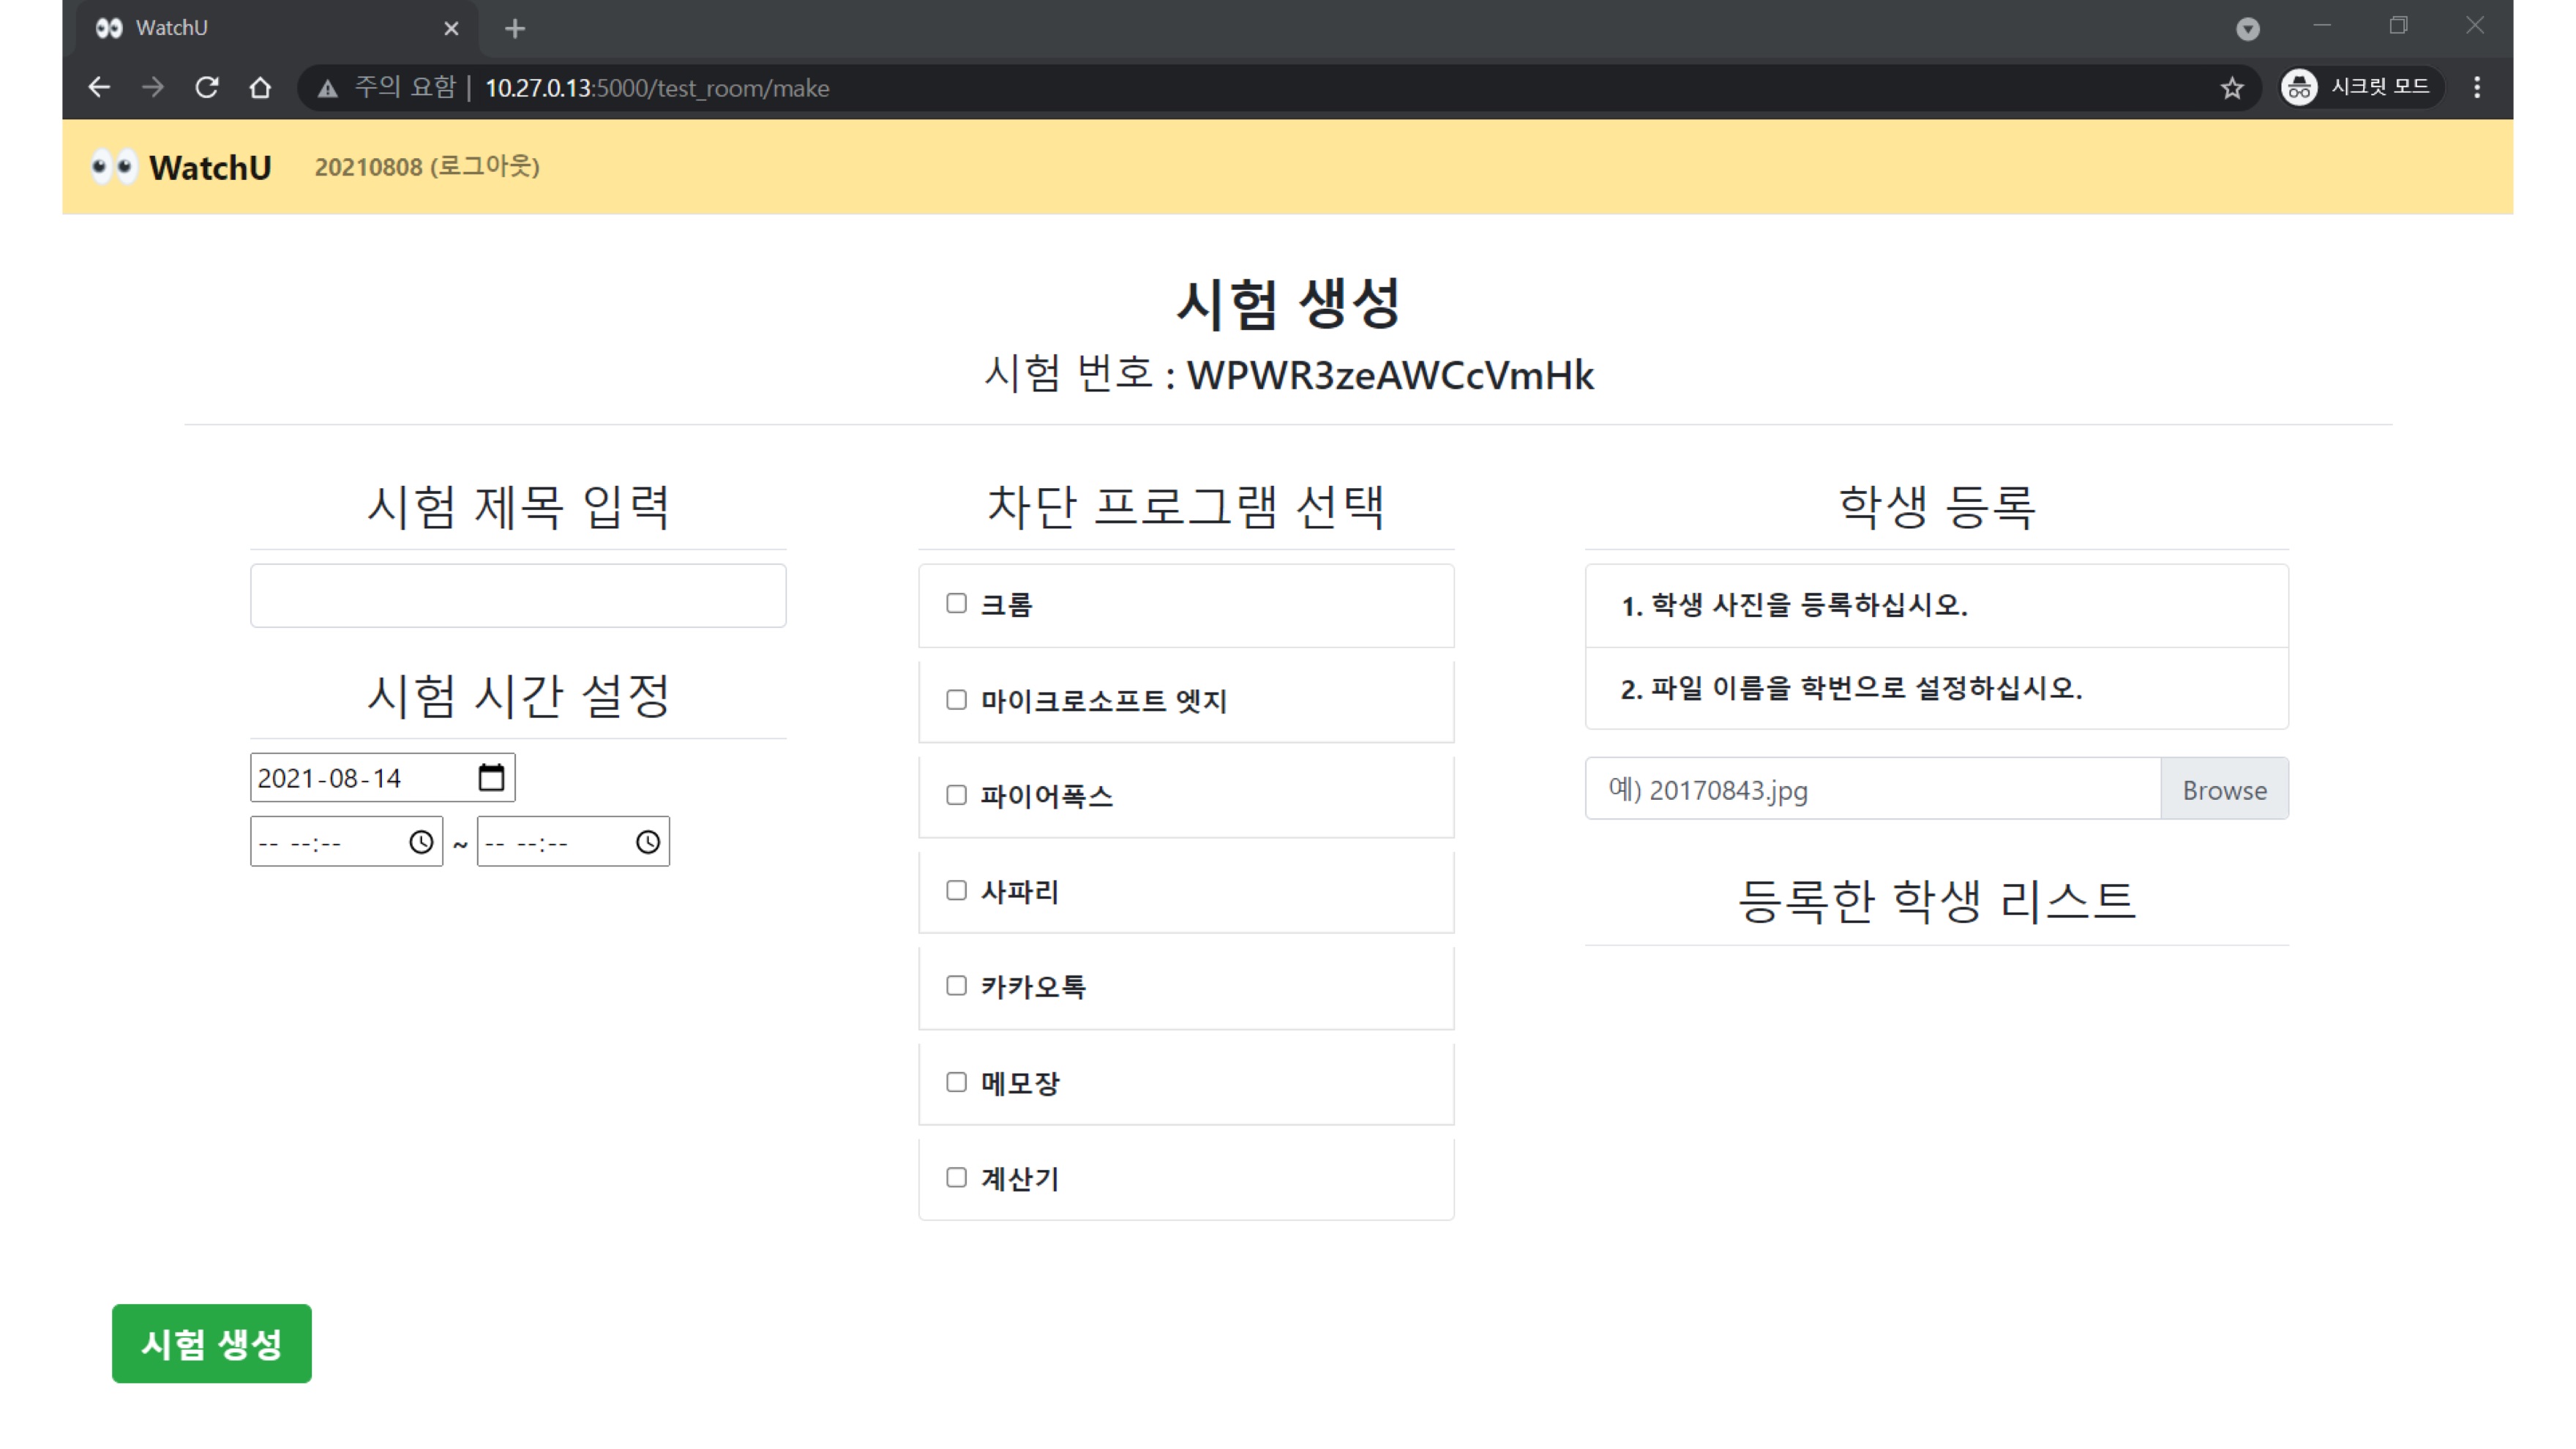 WatchU
주의 요함 | 10.27.0.13:5000/test_room/make
시크릿 모드
WatchU 20210808 (로그아웃)
시험 생성
시험 번호 : WPWR3zeAWCcVmHk
시험 제목 입력
시험 시간 설정
2021-08-14
-- --:-- ~ -- --:--
차단 프로그램 선택
크롬
마이크로소프트 엣지
파이어폭스
사파리
카카오톡
메모장
계산기
학생 등록
1. 학생 사진을 등록하십시오.
2. 파일 이름을 학번으로 설정하십시오.
예) 20170843.jpg Browse
등록한 학생 리스트
시험 생성